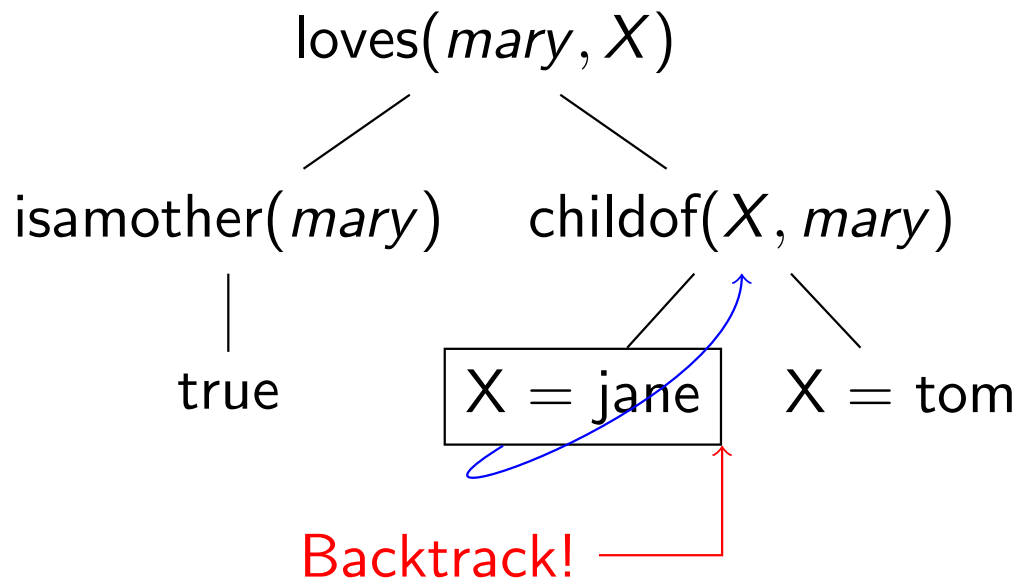 loves(mary, X)
isamother(mary) childof(X, mary)
true X = jane X = tom
Backtrack!